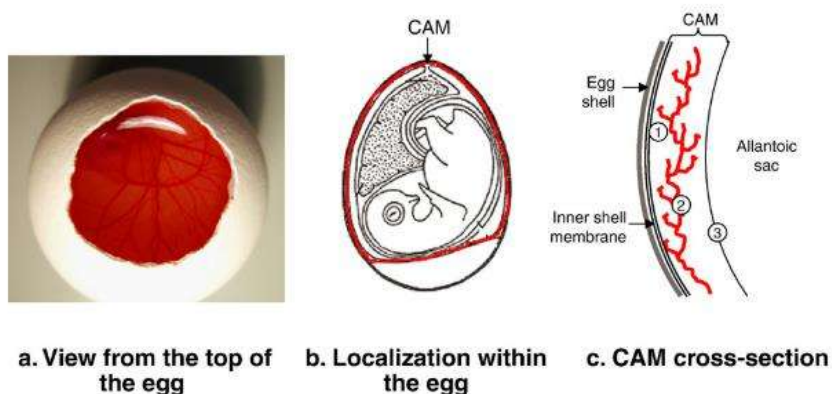 CAM
CAM
Egg
shell
1
Allantoic
sac
2
Inner shell
membrane
3
a. View from the top of
the egg
b. Localization within
the egg
c. CAM cross-section